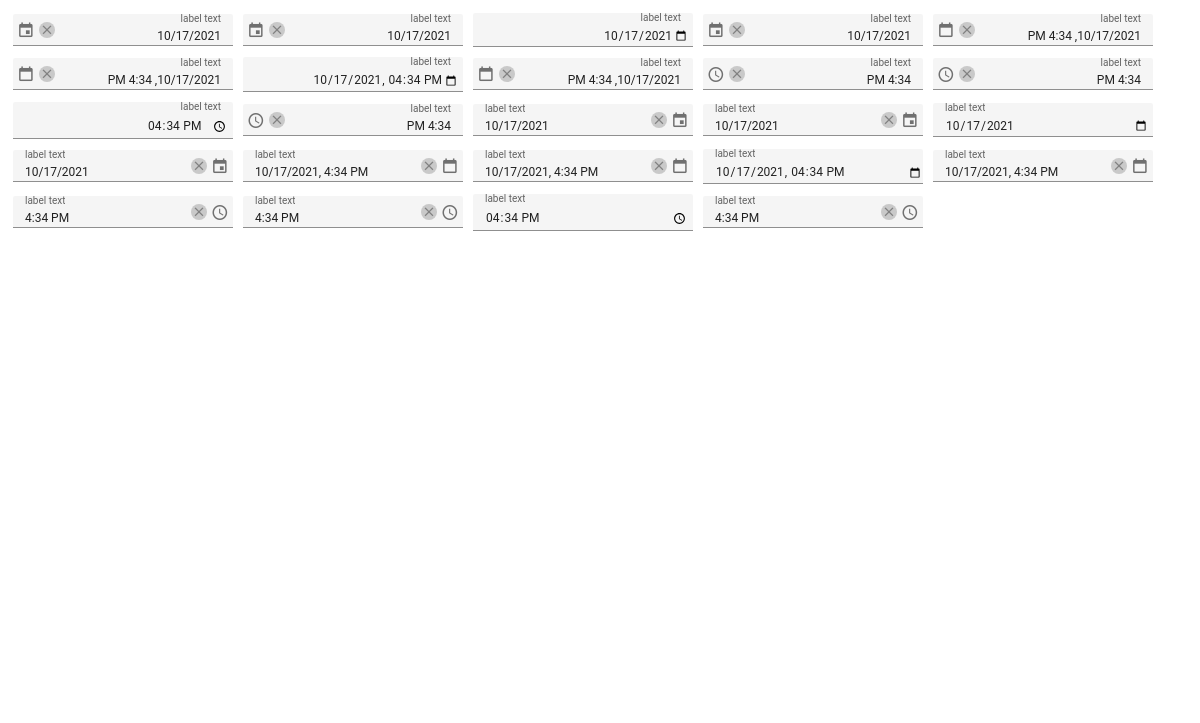 label text label text label text label text label text
10/17/2021 10/17/2021 10/17/2021 10/17/2021 PM 4:34 ,10/17/2021
label text label text label text label text label text
PM 4:34 ,10/17/2021 10/17/2021, 04:34 PM PM 4:34 ,10/17/2021 PM 4:34 PM 4:34
label text label text label text label text label text
04:34 PM PM 4:34 10/17/2021 10/17/2021 10/17/2021
label text label text label text label text label text
10/17/2021 10/17/2021, 4:34 PM 10/17/2021, 4:34 PM 10/17/2021, 04:34 PM 10/17/2021, 4:34 PM
label text label text label text label text
4:34 PM 4:34 PM 04:34 PM 4:34 PM